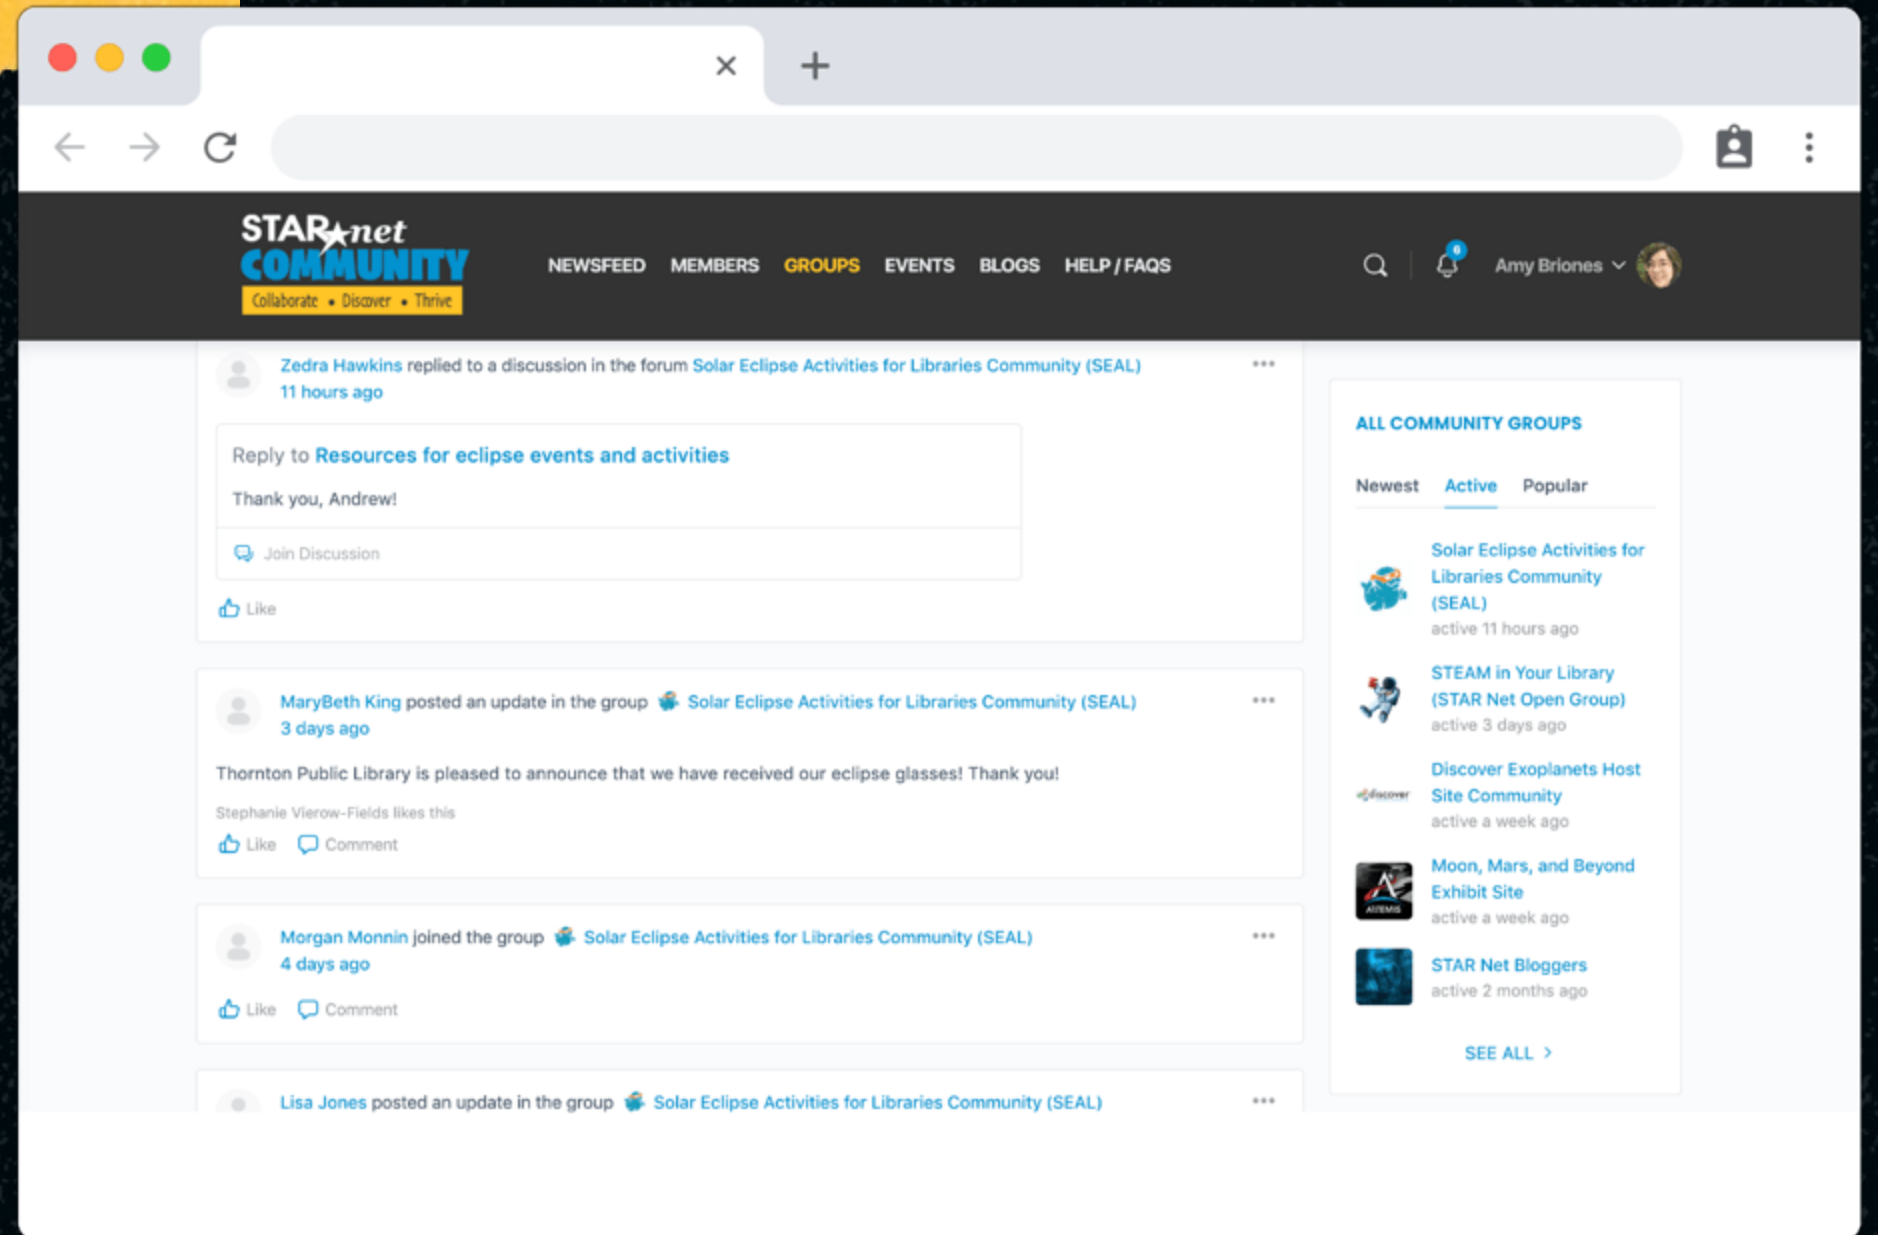 STAR net
COMMUNITY
Collaborate • Discover • Thrive
NEWSFEED MEMBERS GROUPS EVENTS BLOGS HELP / FAQS
6
Amy Briones
Zedra Hawkins replied to a discussion in the forum Solar Eclipse Activities for Libraries Community (SEAL)
11 hours ago
Reply to Resources for eclipse events and activities
Thank you, Andrew!
Join Discussion
Like
MaryBeth King posted an update in the group Solar Eclipse Activities for Libraries Community (SEAL)
3 days ago
Thornton Public Library is pleased to announce that we have received our eclipse glasses! Thank you!
Stephanie Vierow-Fields likes this
Like Comment
Morgan Monnin joined the group Solar Eclipse Activities for Libraries Community (SEAL)
4 days ago
Like Comment
Lisa Jones posted an update in the group Solar Eclipse Activities for Libraries Community (SEAL)
ALL COMMUNITY GROUPS
Newest Active Popular
Solar Eclipse Activities for
Libraries Community
(SEAL)
active 11 hours ago
STEAM in Your Library
(STAR Net Open Group)
active 3 days ago
discover
Discover Exoplanets Host
Site Community
active a week ago
ARTEMIS
Moon, Mars, and Beyond
Exhibit Site
active a week ago
STAR Net Bloggers
active 2 months ago
SEE ALL >